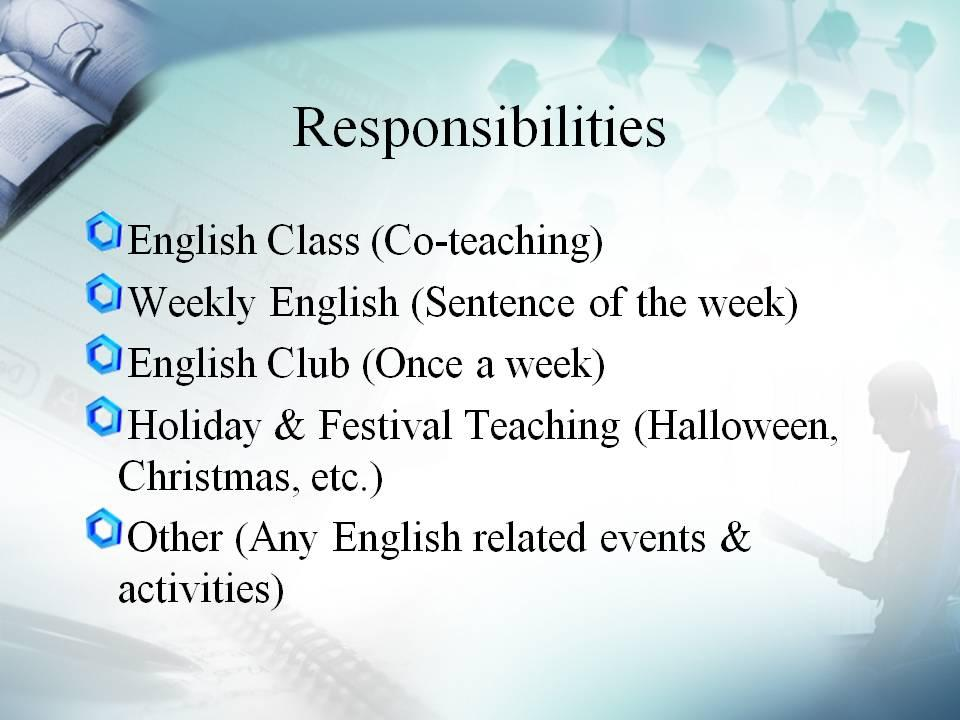 Responsibilities
English Class (Co-teaching)
Weekly English (Sentence of the week)
English Club (Once a week)
Holiday & Festival Teaching (Halloween,
Christmas, etc.)
Other (Any English related events &
activities)